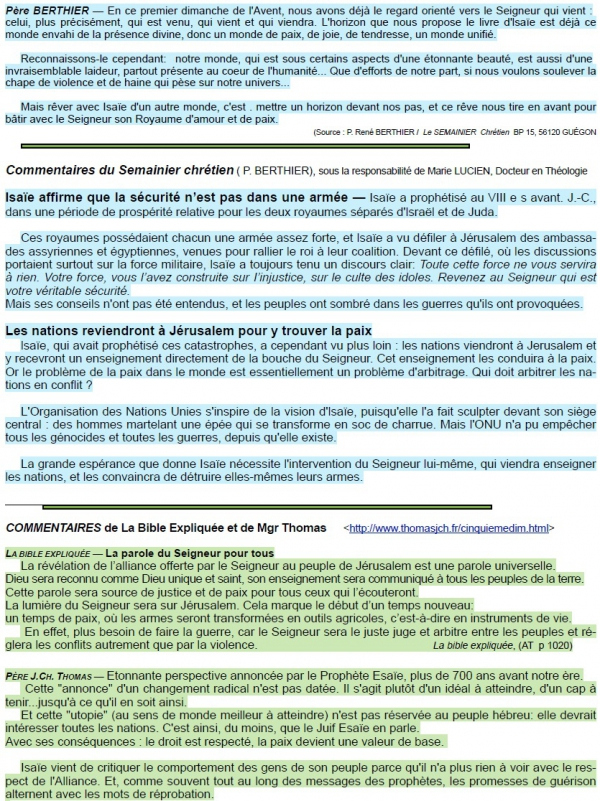 Père BERTHIER — En ce premier dimanche de l'Avent, nous avons déjà le regard orienté vers le Seigneur qui vient :
celui, plus précisément, qui est venu, qui vient et qui viendra. L'horizon que nous propose le livre d'Isaïe est déjà ce
monde envahi de la présence divine, donc un monde de paix, de joie, de tendresse, un monde unifié.
Reconnaissons-le cependant: notre monde, qui est sous certains aspects d'une étonnante beauté, est aussi d'une
invraisemblable laideur, partout présente au coeur de l'humanité... Que d'efforts de notre part, si nous voulons soulever la
chape de violence et de haine qui pèse sur notre univers...
Mais rêver avec Isaïe d'un autre monde, c'est . mettre un horizon devant nos pas, et ce rêve nous tire en avant pour
bâtir avec le Seigneur son Royaume d'amour et de paix.
(Source : P. René BERTHIER / Le SEMAINIER Chrétien BP 15, 56120 GUÉGON
Commentaires du Semainier chrétien ( P. BERTHIER), sous la responsabilité de Marie LUCIEN, Docteur en Théologie
Isaïe affirme que la sécurité n'est pas dans une armée — Isaïe a prophétisé au VIII e s avant. J.-C.,
dans une période de prospérité relative pour les deux royaumes séparés d'Israël et de Juda.
Ces royaumes possédaient chacun une armée assez forte, et Isaïe a vu défiler à Jérusalem des ambassa-
des assyriennes et égyptiennes, venues pour rallier le roi à leur coalition. Devant ce défilé, où les discussions
portaient surtout sur la force militaire, Isaïe a toujours tenu un discours clair: Toute cette force ne vous servira
à rien. Votre force, vous l'avez construite sur l'injustice, sur le culte des idoles. Revenez au Seigneur qui est
votre véritable sécurité.
Mais ses conseils n'ont pas été entendus, et les peuples ont sombré dans les guerres qu'ils ont provoquées.
Les nations reviendront à Jérusalem pour y trouver la paix
Isaïe, qui avait prophétisé ces catastrophes, a cependant vu plus loin : les nations viendront à Jerusalem et
y recevront un enseignement directement de la bouche du Seigneur. Cet enseignement les conduira à la paix.
Or le problème de la paix dans le monde est essentiellement un problème d'arbitrage. Qui doit arbitrer les na-
tions en conflit ?
L'Organisation des Nations Unies s'inspire de la vision d'Isaïe, puisqu'elle l'a fait sculpter devant son siège
central : des hommes martelant une épée qui se transforme en soc de charrue. Mais l'ONU n'a pu empêcher
tous les génocides et toutes les guerres, depuis qu'elle existe.
La grande espérance que donne Isaïe nécessite l'intervention du Seigneur lui-même, qui viendra enseigner
les nations, et les convaincra de détruire elles-mêmes leurs armes.
COMMENTAIRES de La Bible Expliquée et de Mgr Thomas <http://www.thomasjch.fr/cinquiemedim.html>
LA BIBLE EXPLIQUÉE — La parole du Seigneur pour tous
La révélation de l'alliance offerte par le Seigneur au peuple de Jérusalem est une parole universelle.
Dieu sera reconnu comme Dieu unique et saint, son enseignement sera communiqué à tous les peuples de la terre.
Cette parole sera source de justice et de paix pour tous ceux qui l'écouteront.
La lumière du Seigneur sera sur Jérusalem. Cela marque le début d'un temps nouveau:
un temps de paix, où les armes seront transformées en outils agricoles, c'est-à-dire en instruments de vie.
En effet, plus besoin de faire la guerre, car le Seigneur sera le juste juge et arbitre entre les peuples et ré-
glera les conflits autrement que par la violence. La bible expliquée, (AT p 1020)
PÈRE J.CH. THOMAS — Etonnante perspective annoncée par le Prophète Esaïe, plus de 700 ans avant notre ère.
Cette "annonce" d'un changement radical n'est pas datée. Il s'agit plutôt d'un idéal à atteindre, d'un cap à
tenir...jusqu'à ce qu'il en soit ainsi.
Et cette "utopie" (au sens de monde meilleur à atteindre) n'est pas réservée au peuple hébreu: elle devrait
intéresser toutes les nations. C'est ainsi, du moins, que le Juif Esaïe en parle.
Avec ses conséquences : le droit est respecté, la paix devient une valeur de base.
Isaïe vient de critiquer le comportement des gens de son peuple parce qu'il n'a plus rien à voir avec le res-
pect de l'Alliance. Et, comme souvent tout au long des messages des prophètes, les promesses de guérison
alternent avec les mots de réprobation.